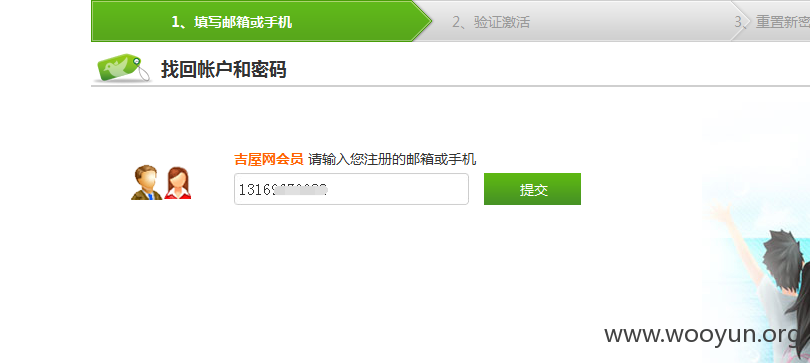 1、填写邮箱或手机
2、验证激活
3、重置新密
找回帐户和密码
吉屋网会员 请输入您注册的邮箱或手机
提交
www.wooyun.org